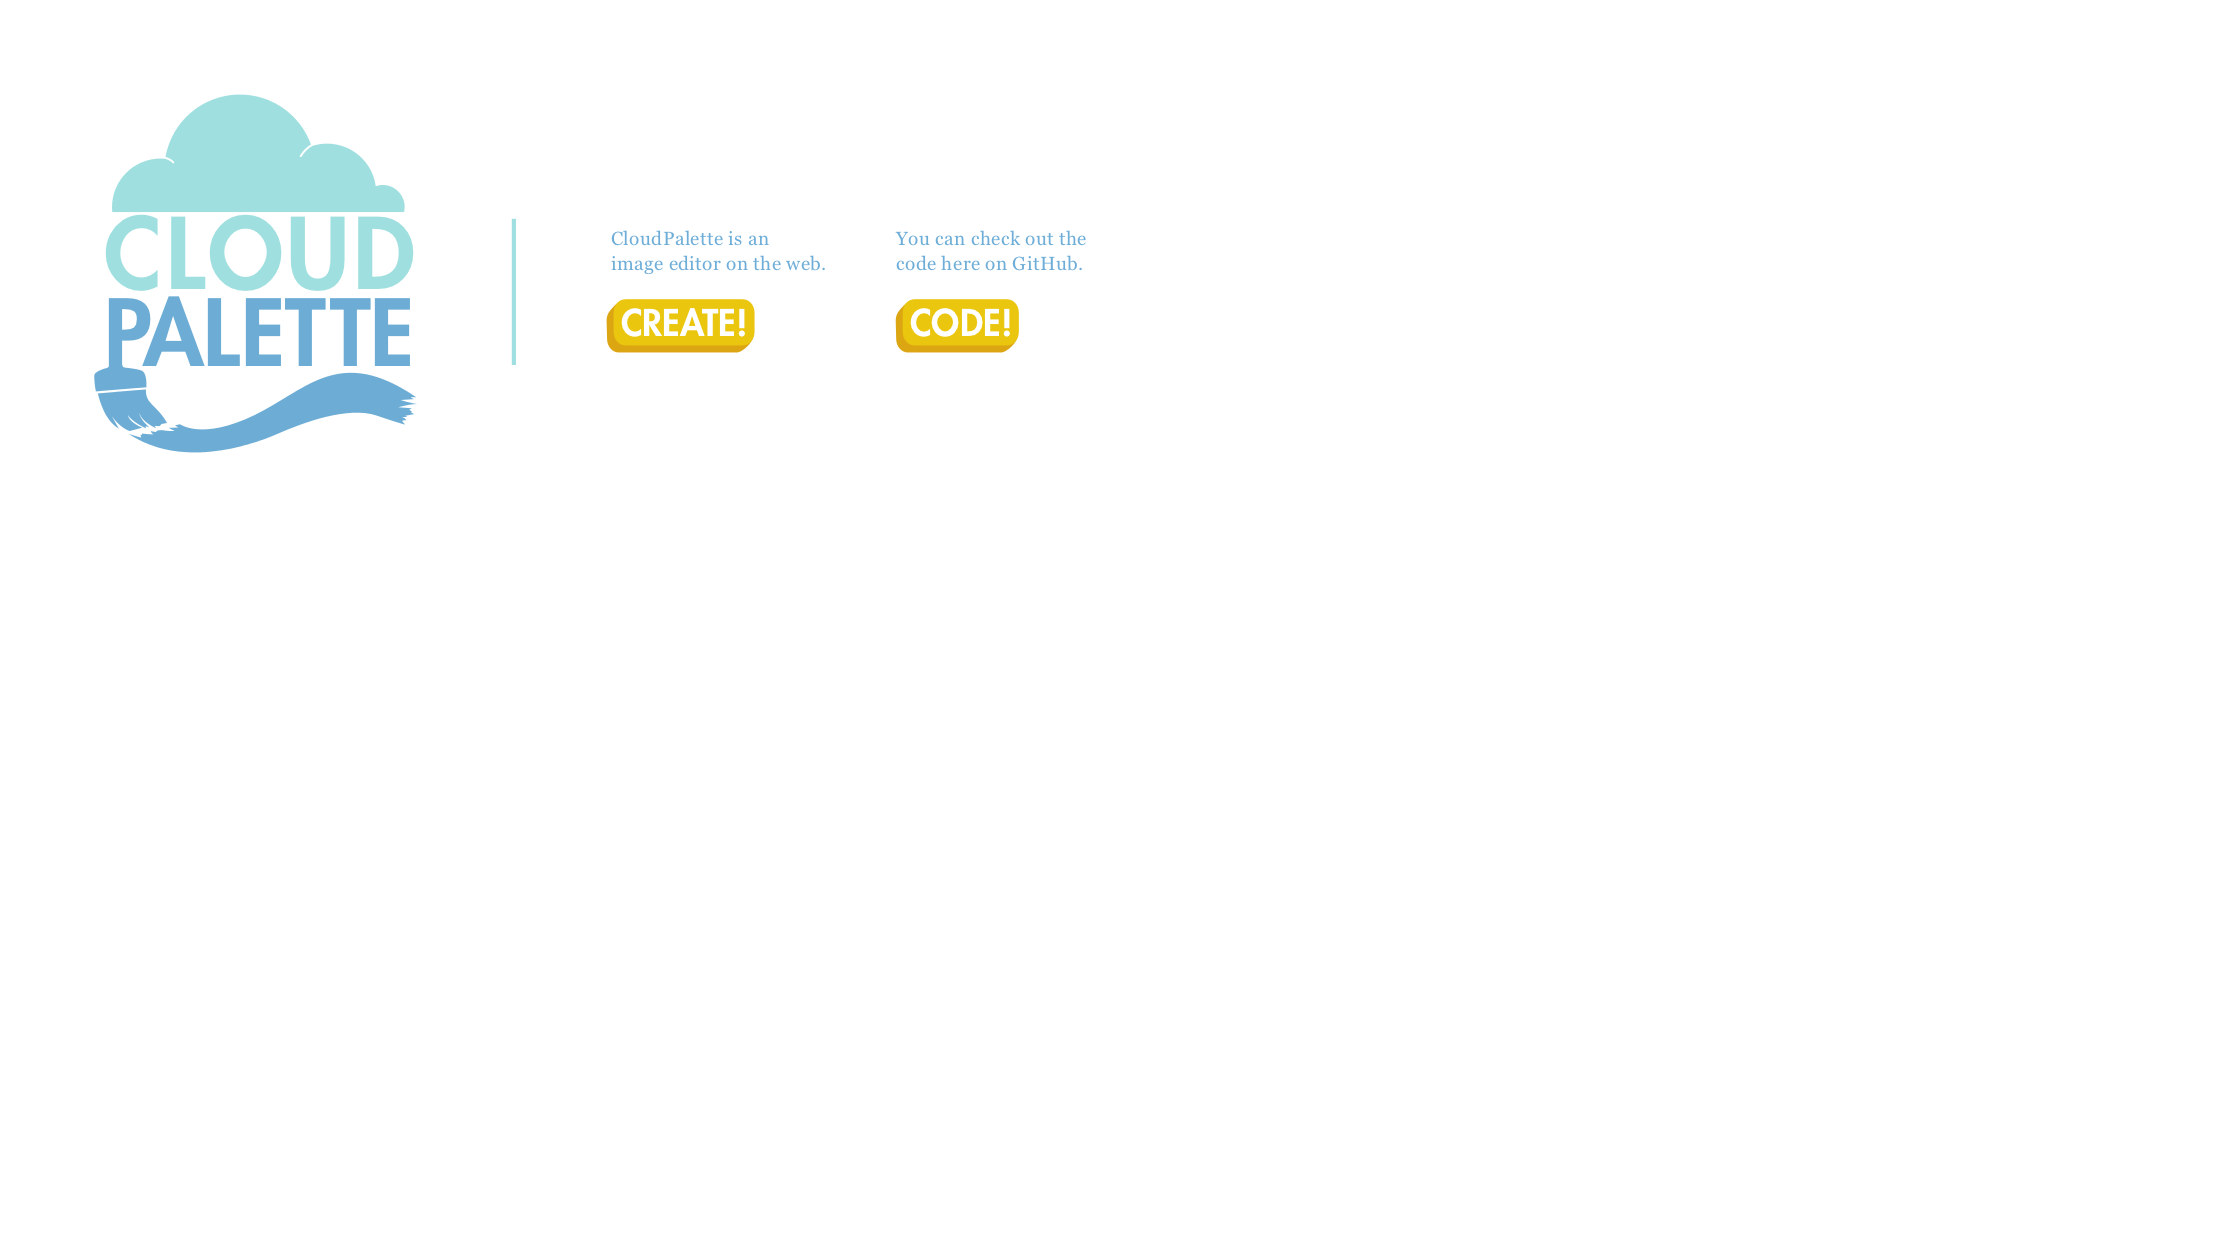 CLOUD
PALETTE
CloudPalette is an
image editor on the web.
CREATE!
You can check out the
code here on GitHub.
CODE!